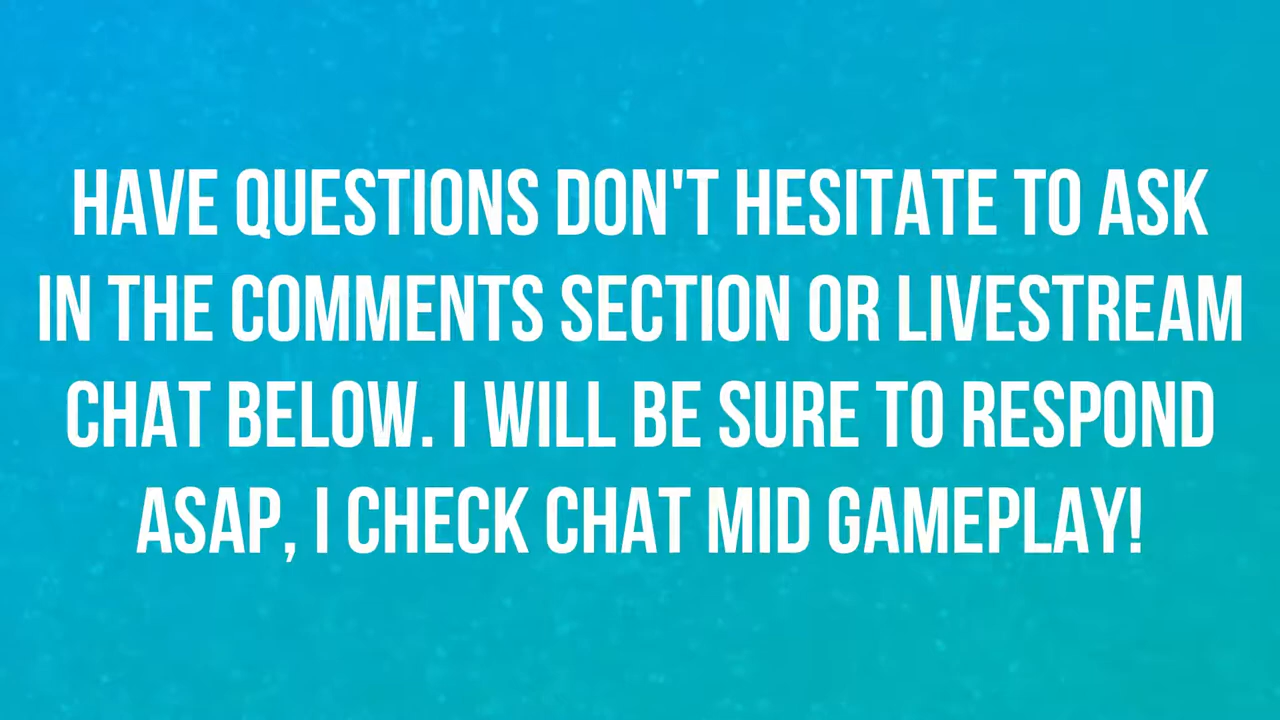 HAVE QUESTIONS DON'T HESITATE TO ASK
IN THE COMMENTS SECTION OR LIVESTREAM
CHAT BELOW. I WILL BE SURE TO RESPOND
ASAP, I CHECK CHAT MID GAMEPLAY!